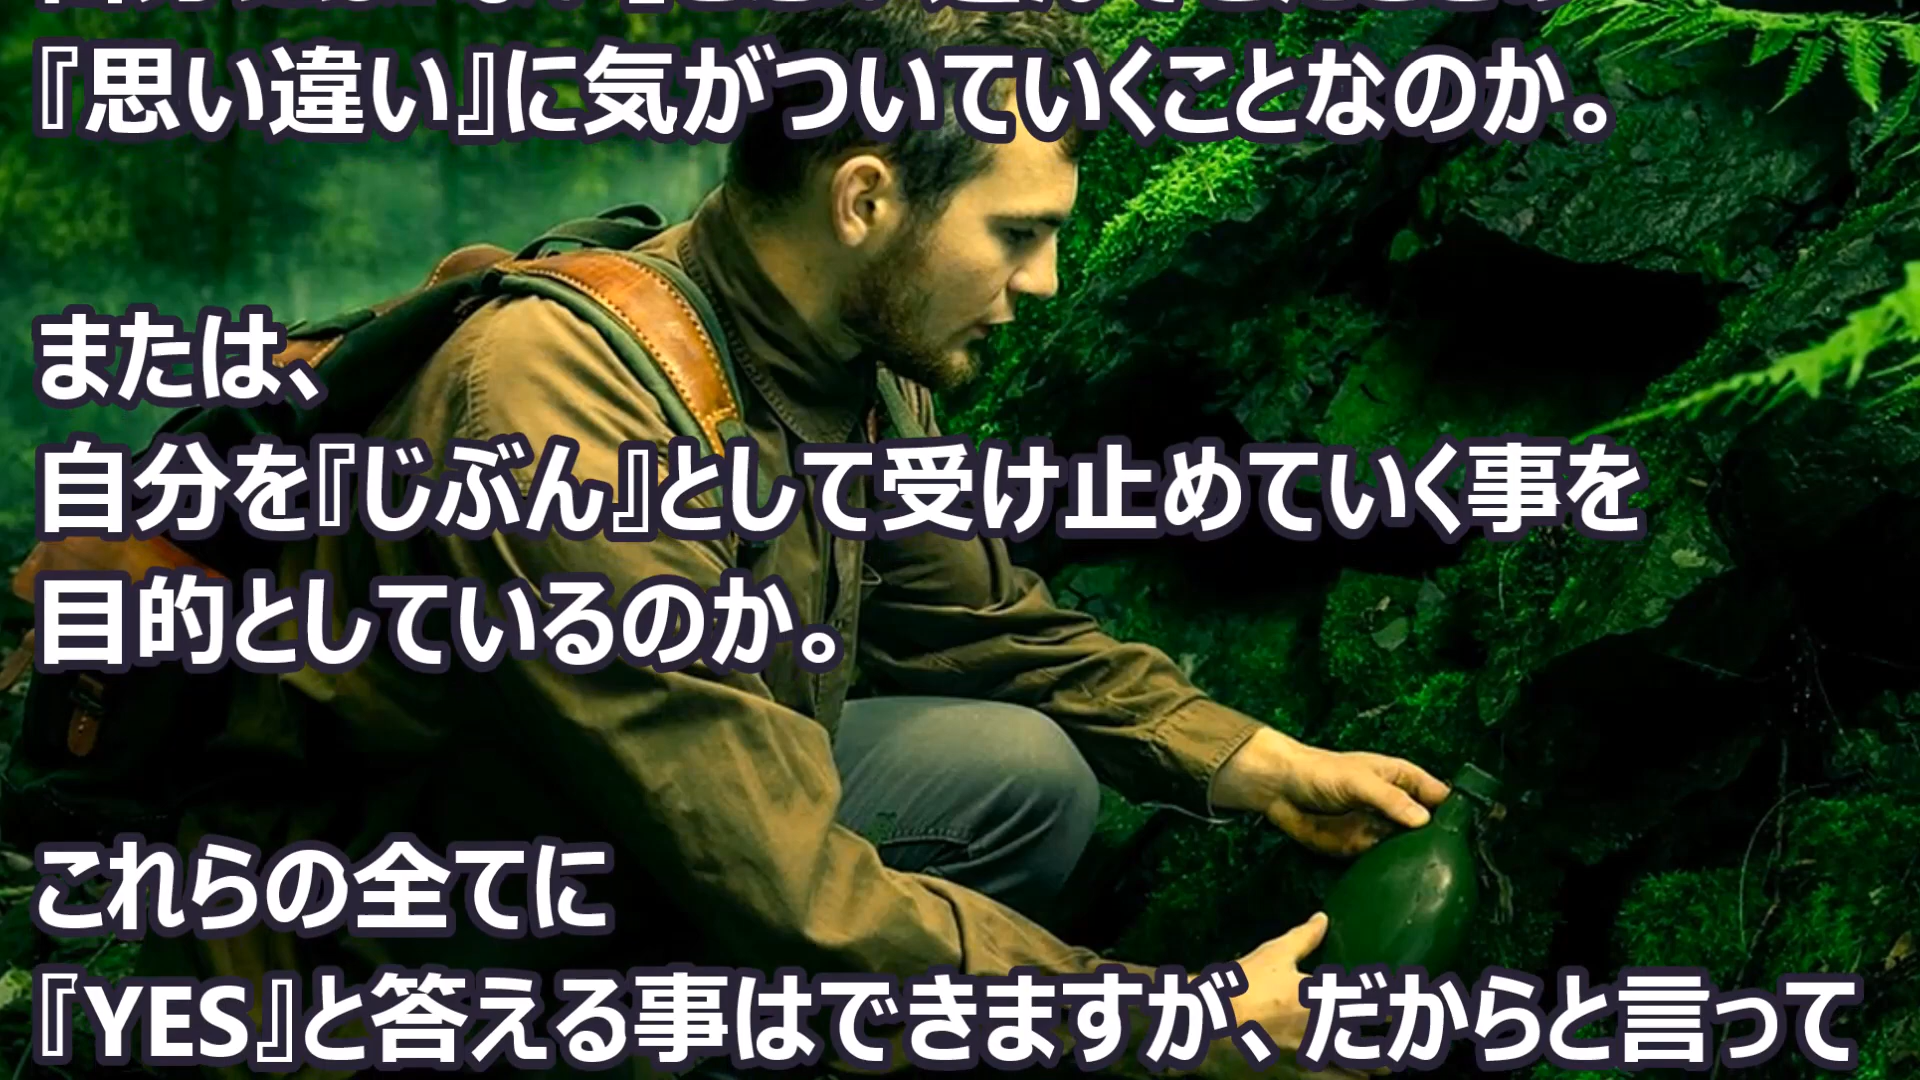 『思い違い』に気がついていくことなのか。
または、
自分を『じぶん』として受け止めていく事を
目的としているのか。
これらの全てに
『YES』と答える事はできますが、だからと言って